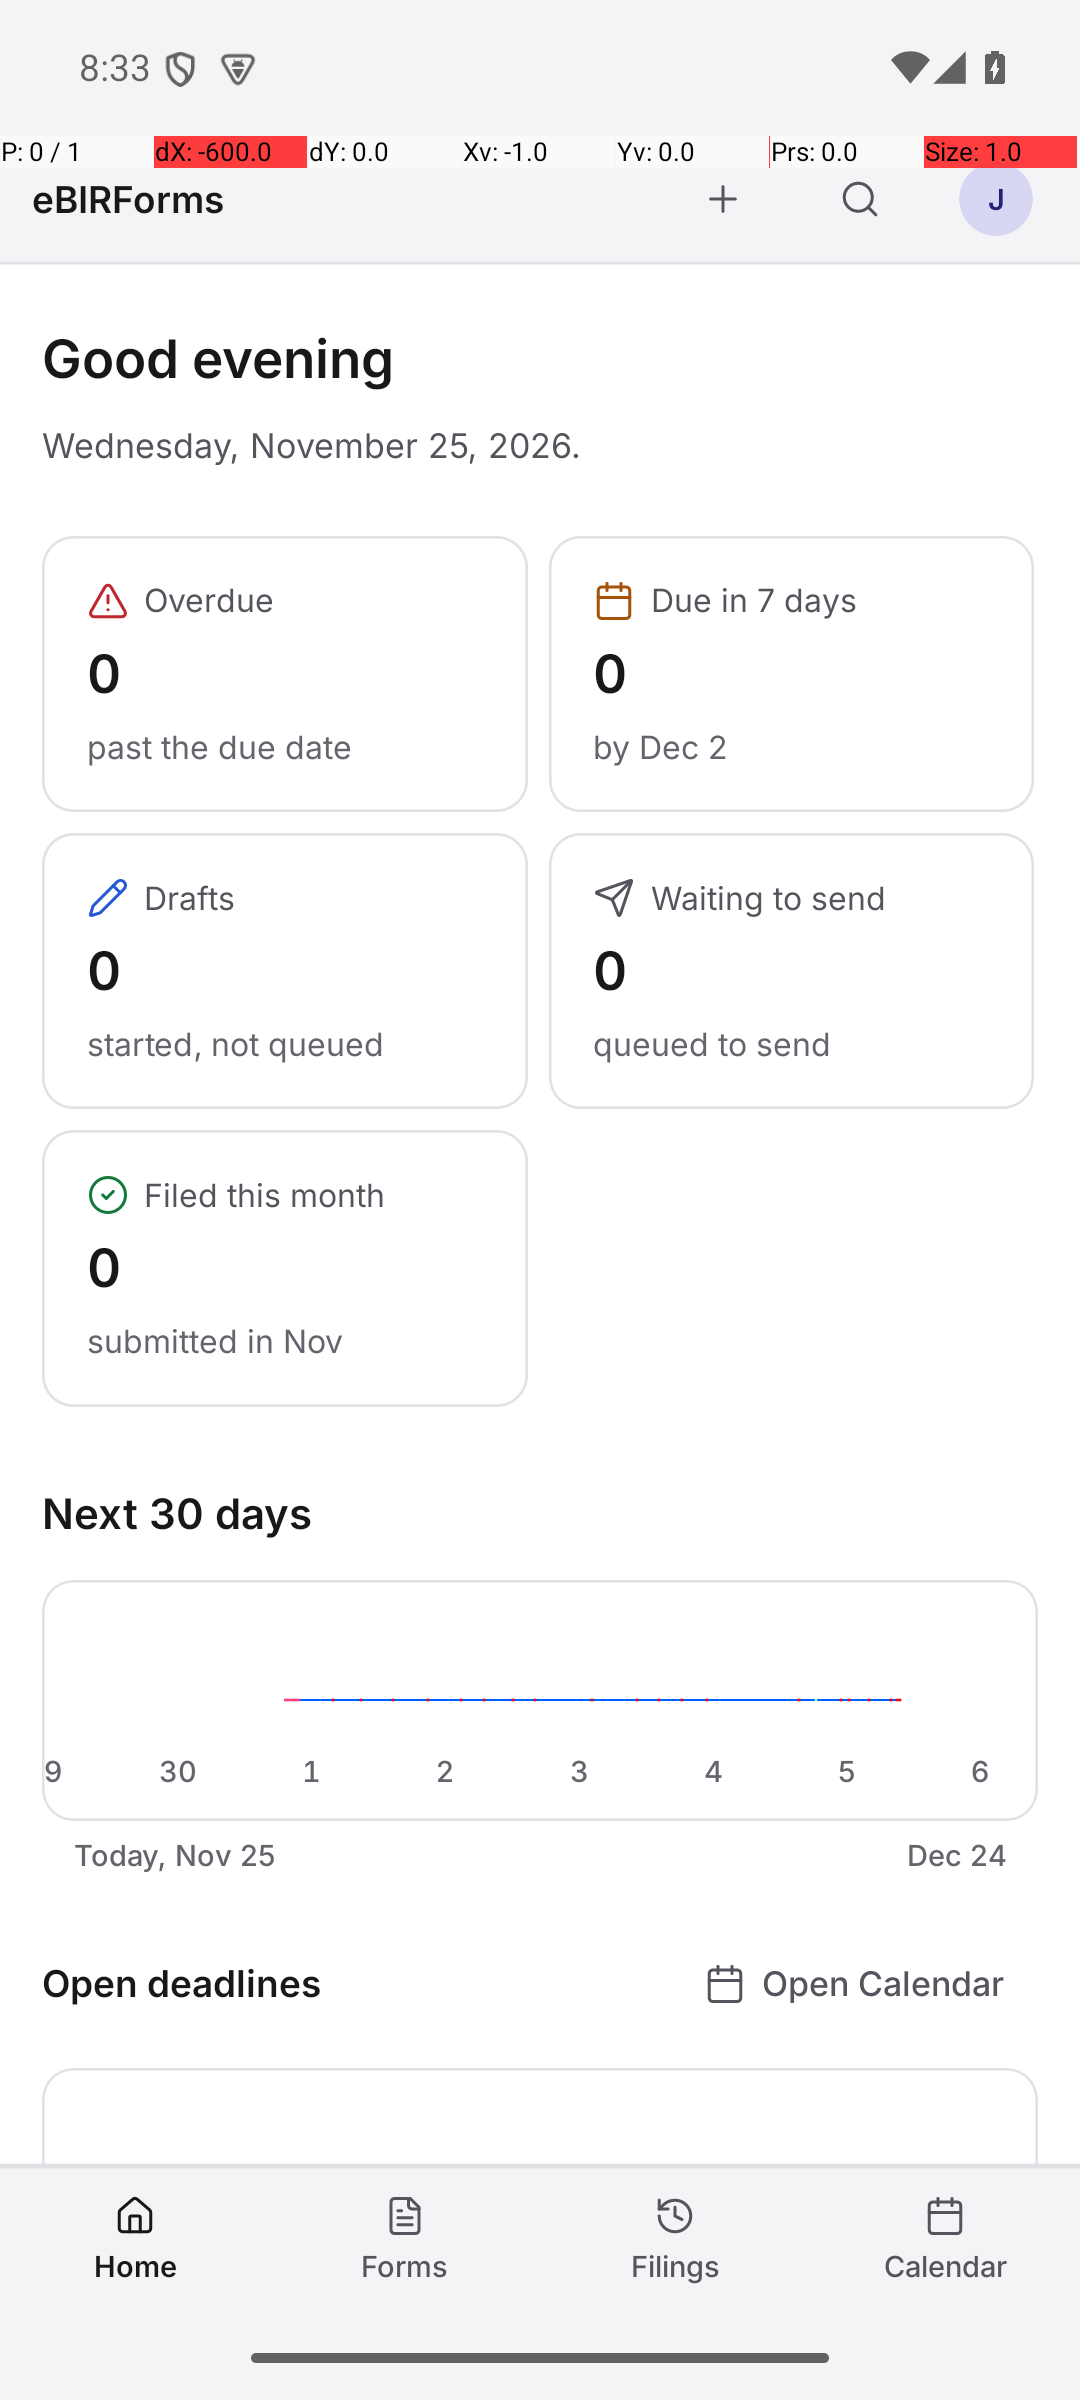 8:33
P: 0 / 1 dX: -600.0 dY: 0.0 Xv: -1.0 Yv: 0.0 Prs: 0.0 Size: 1.0
eBIRForms J
Good evening
Wednesday, November 25, 2026.
Overdue
0
past the due date
Due in 7 days
0
by Dec 2
Drafts
0
started, not queued
Waiting to send
0
queued to send
Filed this month
0
submitted in Nov
Next 30 days
9 30 1 2 3 4 5 6
Today, Nov 25 Dec 24
Open deadlines Open Calendar
Home Forms Filings Calendar